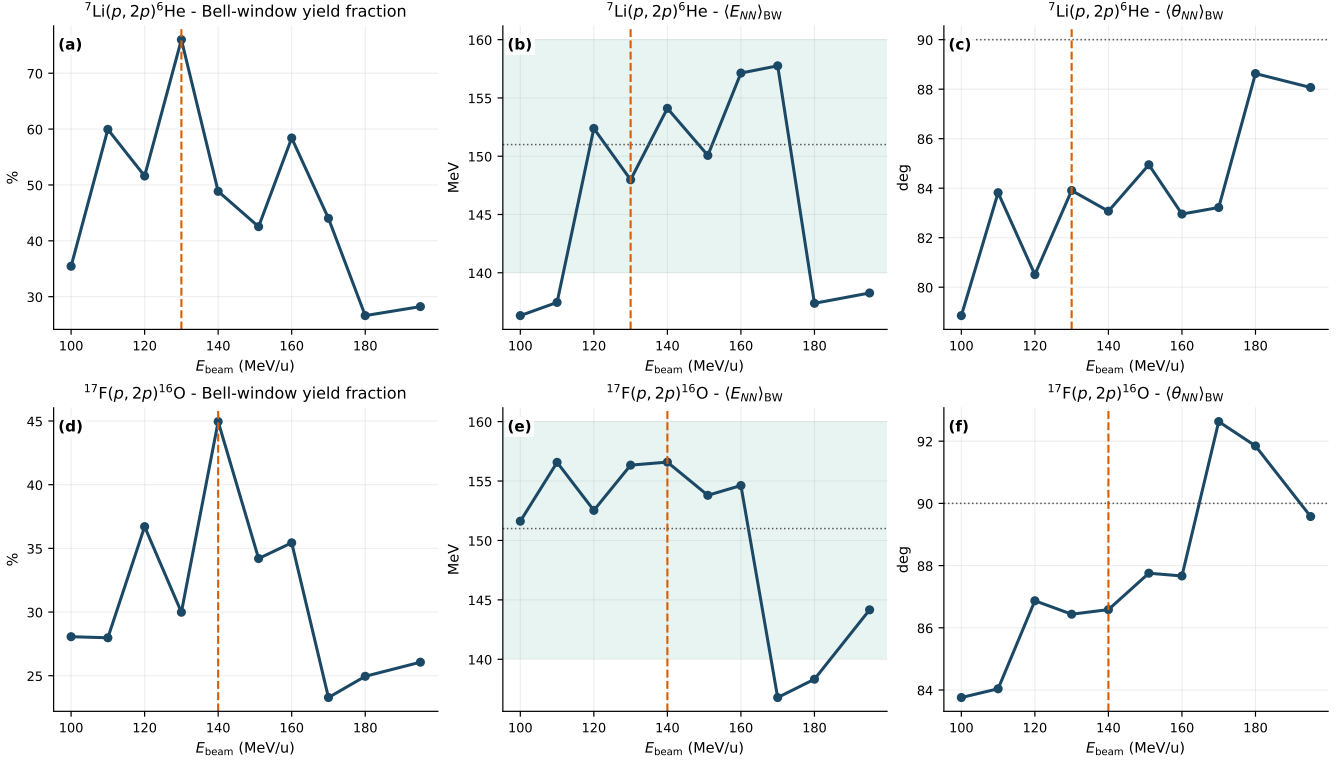 ⁷Li(p, 2p)⁶He - Bell-window yield fraction
(a)
%
70
60
50
40
30
100 120 140 160 180
E_beam (MeV/u)
⁷Li(p, 2p)⁶He - ⟨E_NN⟩_BW
(b)
MeV
160
155
150
145
140
100 120 140 160 180
E_beam (MeV/u)
⁷Li(p, 2p)⁶He - ⟨θ_NN⟩_BW
(c)
deg
90
88
86
84
82
80
100 120 140 160 180
E_beam (MeV/u)
¹⁷F(p, 2p)¹⁶O - Bell-window yield fraction
(d)
%
45
40
35
30
25
100 120 140 160 180
E_beam (MeV/u)
¹⁷F(p, 2p)¹⁶O - ⟨E_NN⟩_BW
(e)
MeV
160
155
150
145
140
100 120 140 160 180
E_beam (MeV/u)
¹⁷F(p, 2p)¹⁶O - ⟨θ_NN⟩_BW
(f)
deg
92
90
88
86
84
100 120 140 160 180
E_beam (MeV/u)